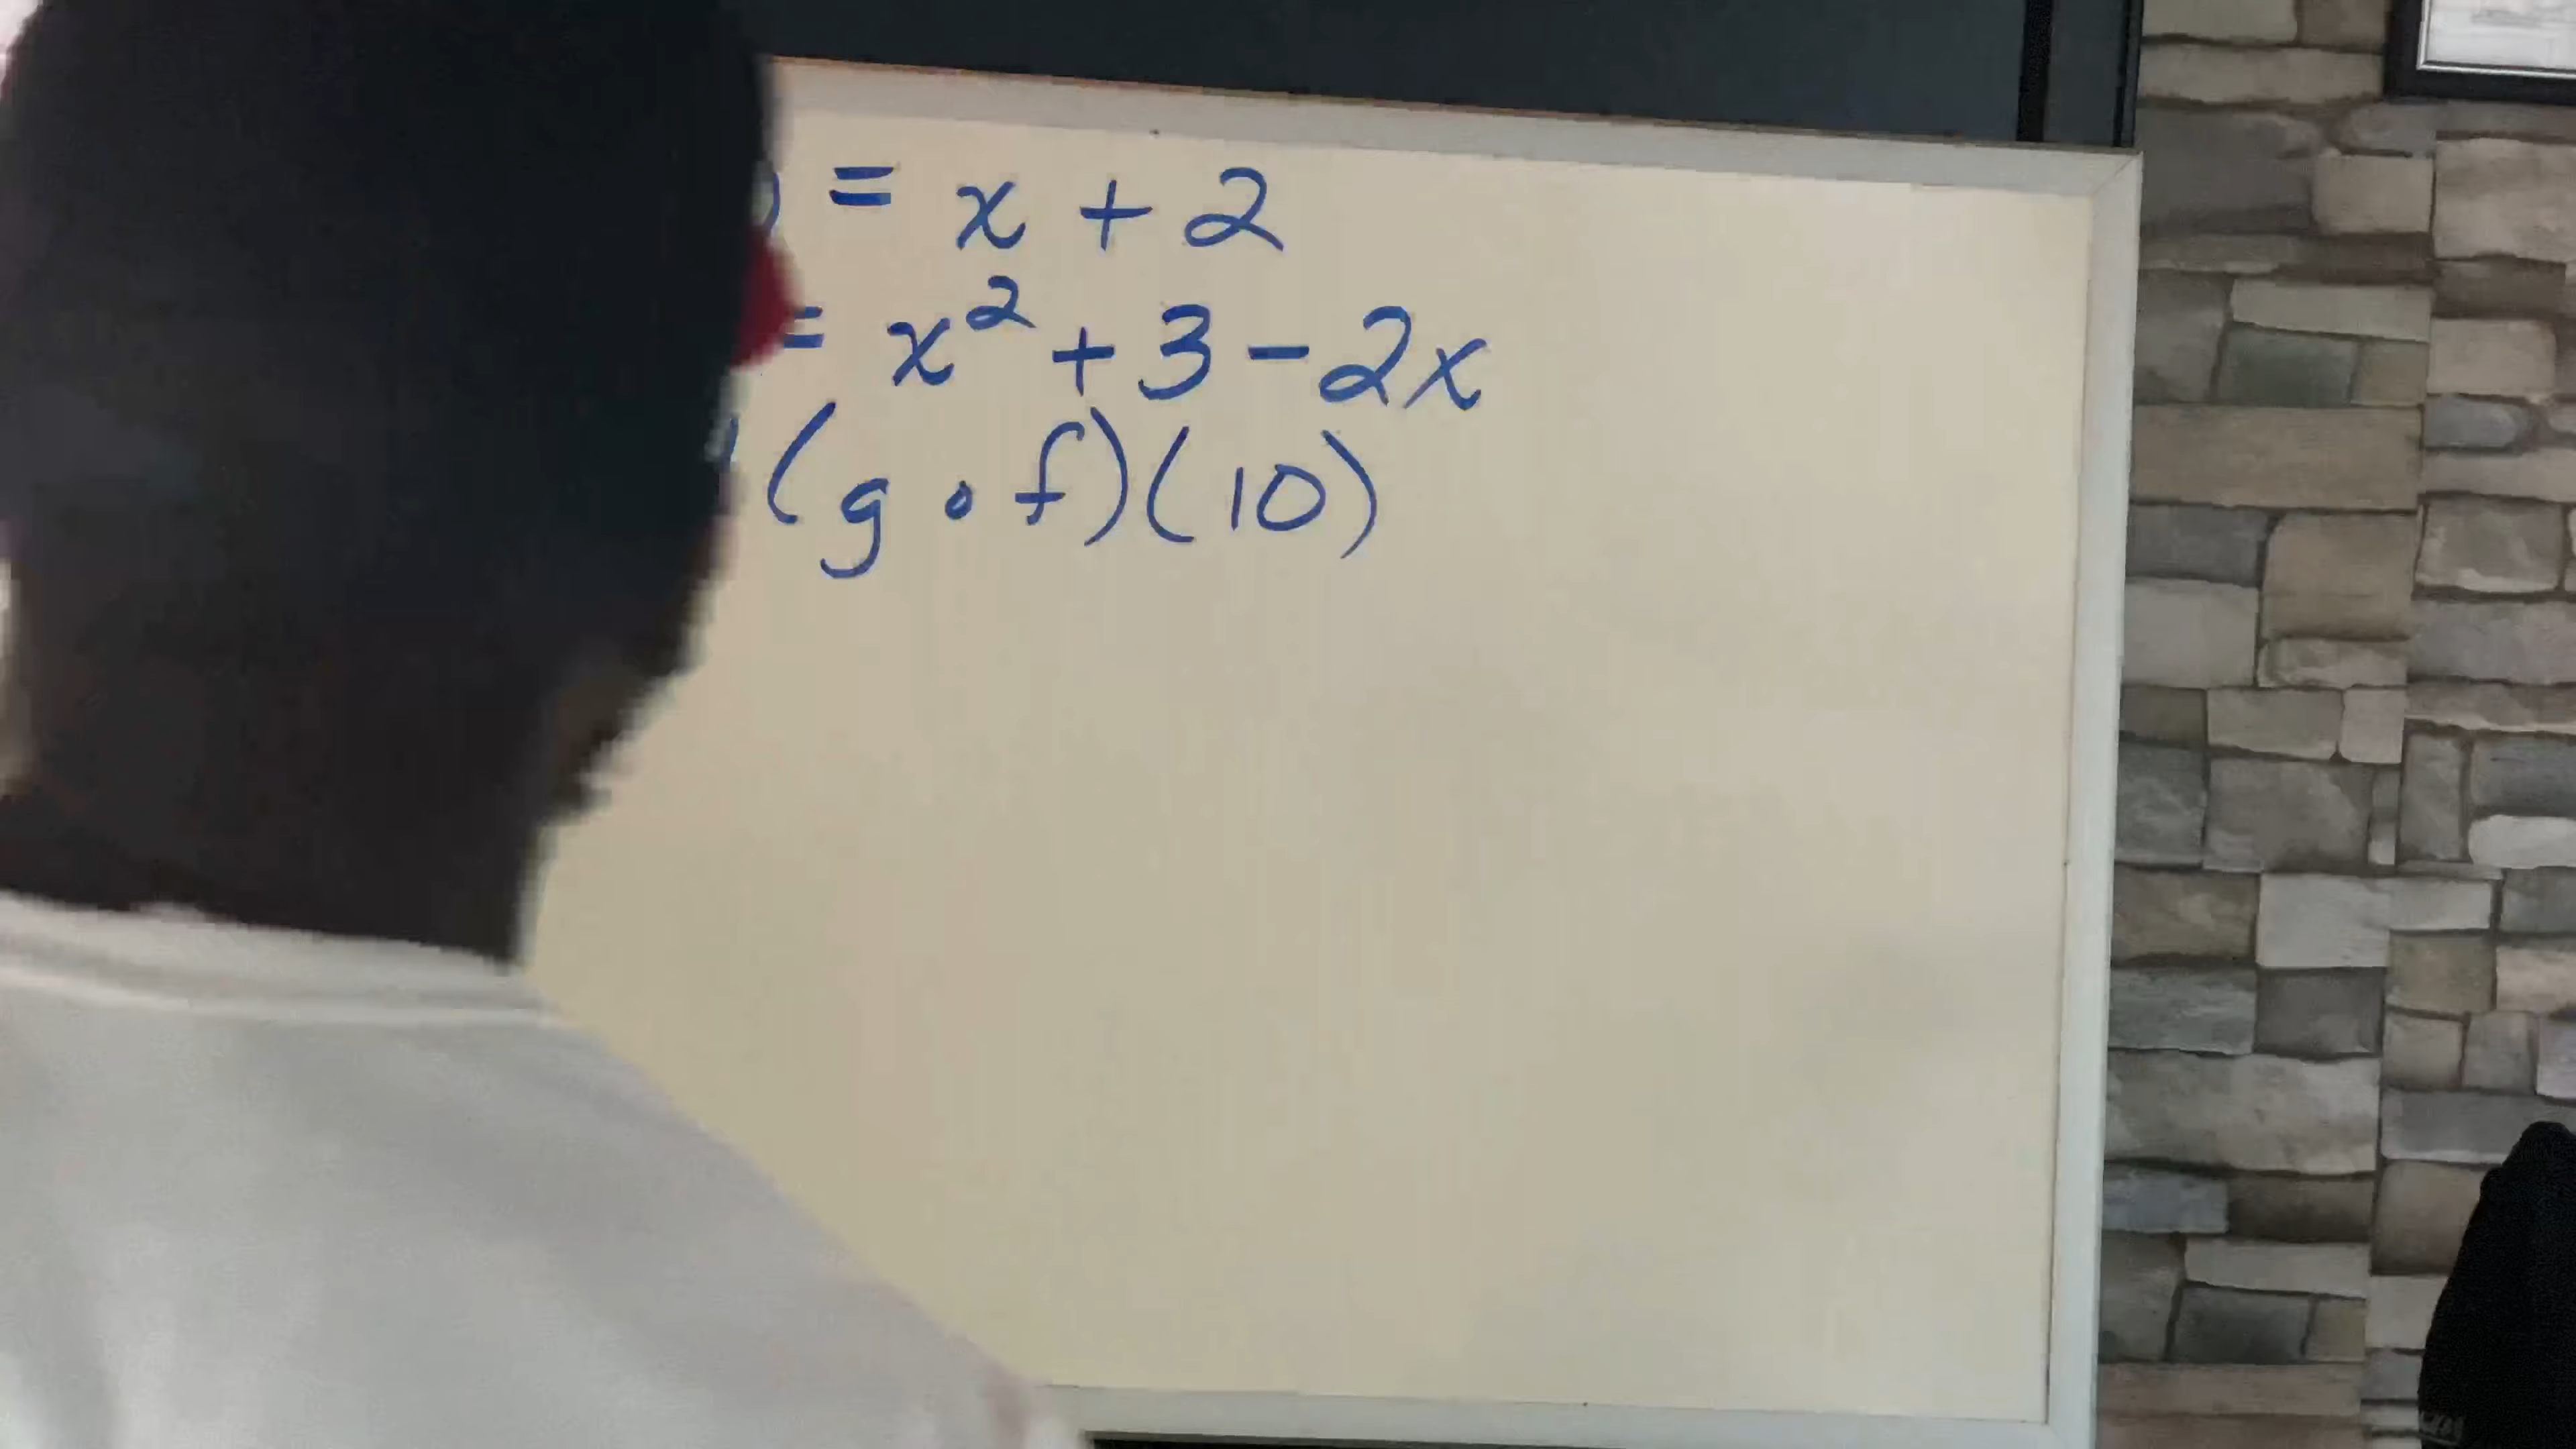 ) = x + 2
= x² + 3 - 2x
(g ∘ f)(10)